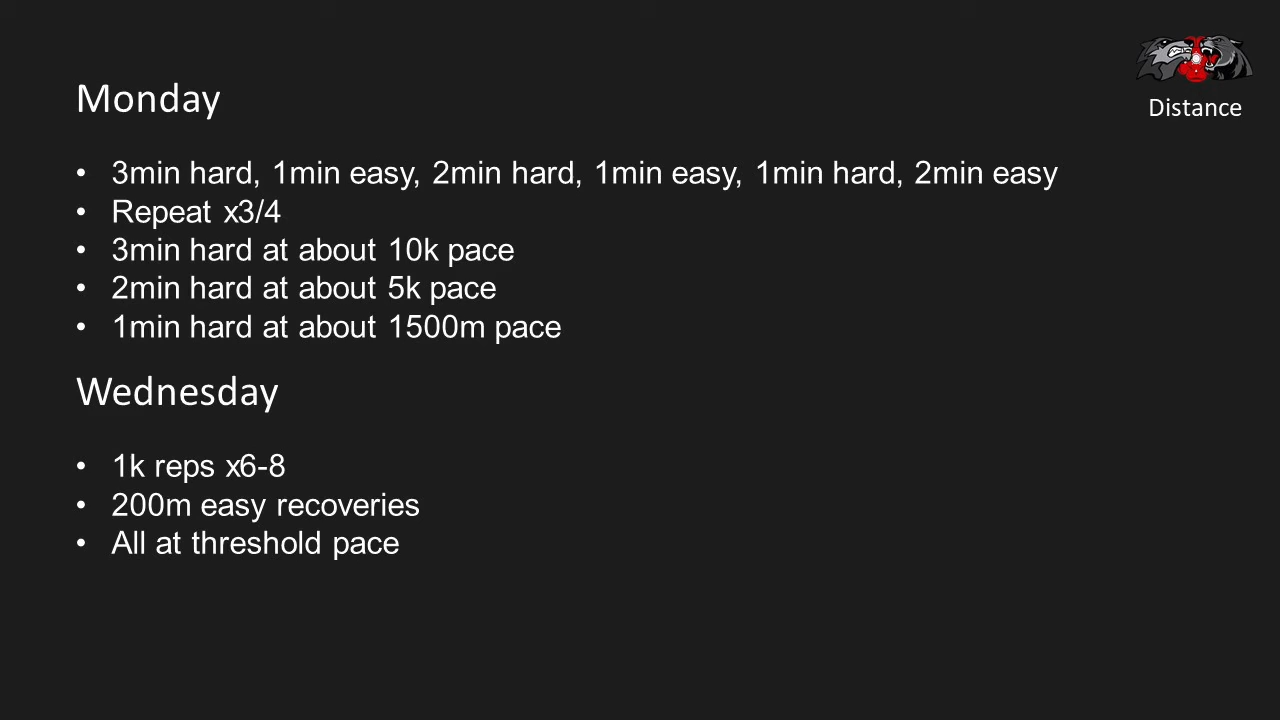 Distance
Monday
• 3min hard, 1min easy, 2min hard, 1min easy, 1min hard, 2min easy
• Repeat x3/4
• 3min hard at about 10k pace
• 2min hard at about 5k pace
• 1min hard at about 1500m pace
Wednesday
• 1k reps x6-8
• 200m easy recoveries
• All at threshold pace